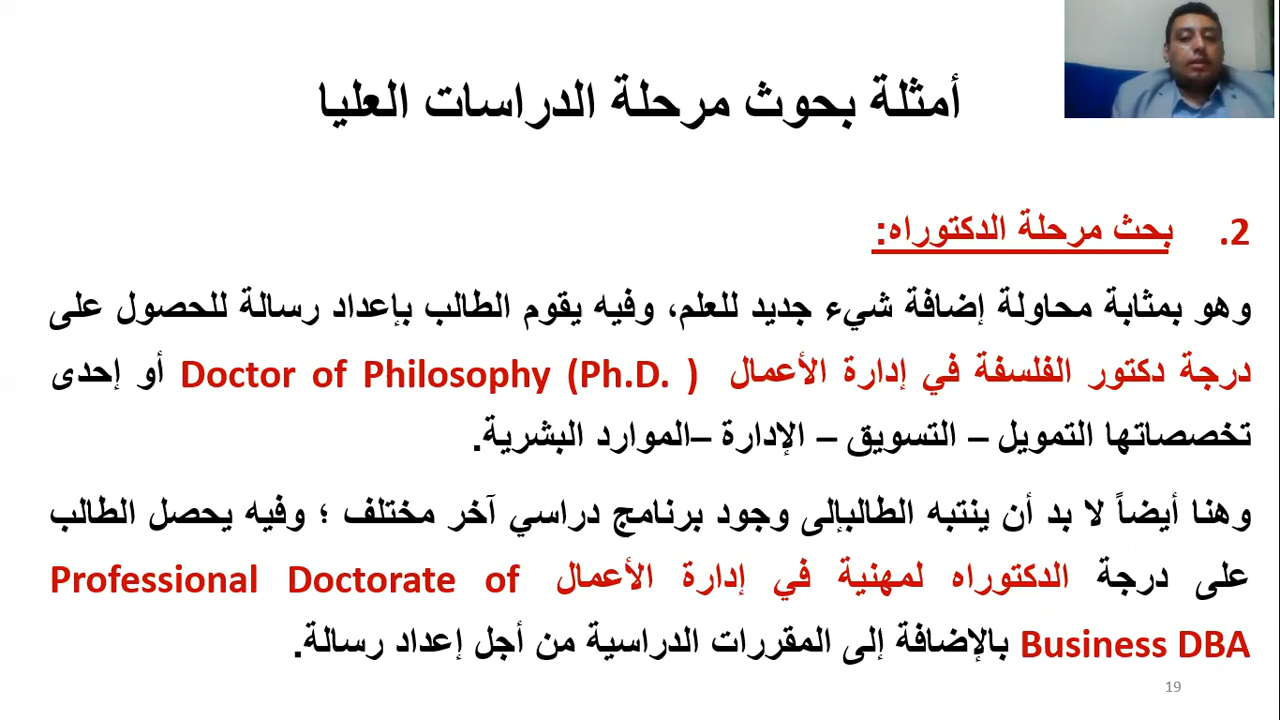 أمثلة بحوث مرحلة الدراسات العليا
2. بحث مرحلة الدكتوراه:
وهو بمثابة محاولة إضافة شيء جديد للعلم، وفيه يقوم الطالب بإعداد رسالة للحصول على
درجة دكتور الفلسفة في إدارة الأعمال Doctor of Philosophy (Ph.D. ) أو إحدى
تخصصاتها التمويل – التسويق – الإدارة –الموارد البشرية.
وهنا أيضاً لا بد أن ينتبه الطالبإلى وجود برنامج دراسي آخر مختلف ؛ وفيه يحصل الطالب
على درجة الدكتوراه لمهنية في إدارة الأعمال Professional Doctorate of
Business DBA بالإضافة إلى المقررات الدراسية من أجل إعداد رسالة.
19